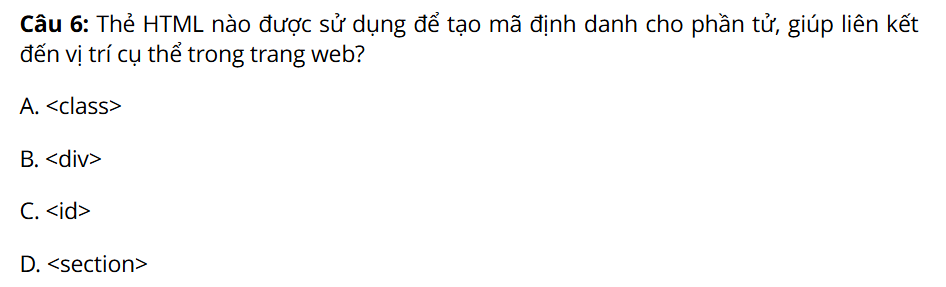 Câu 6: Thẻ HTML nào được sử dụng để tạo mã định danh cho phần tử, giúp liên kết
đến vị trí cụ thể trong trang web?
A. <class>
B. <div>
C. <id>
D. <section>